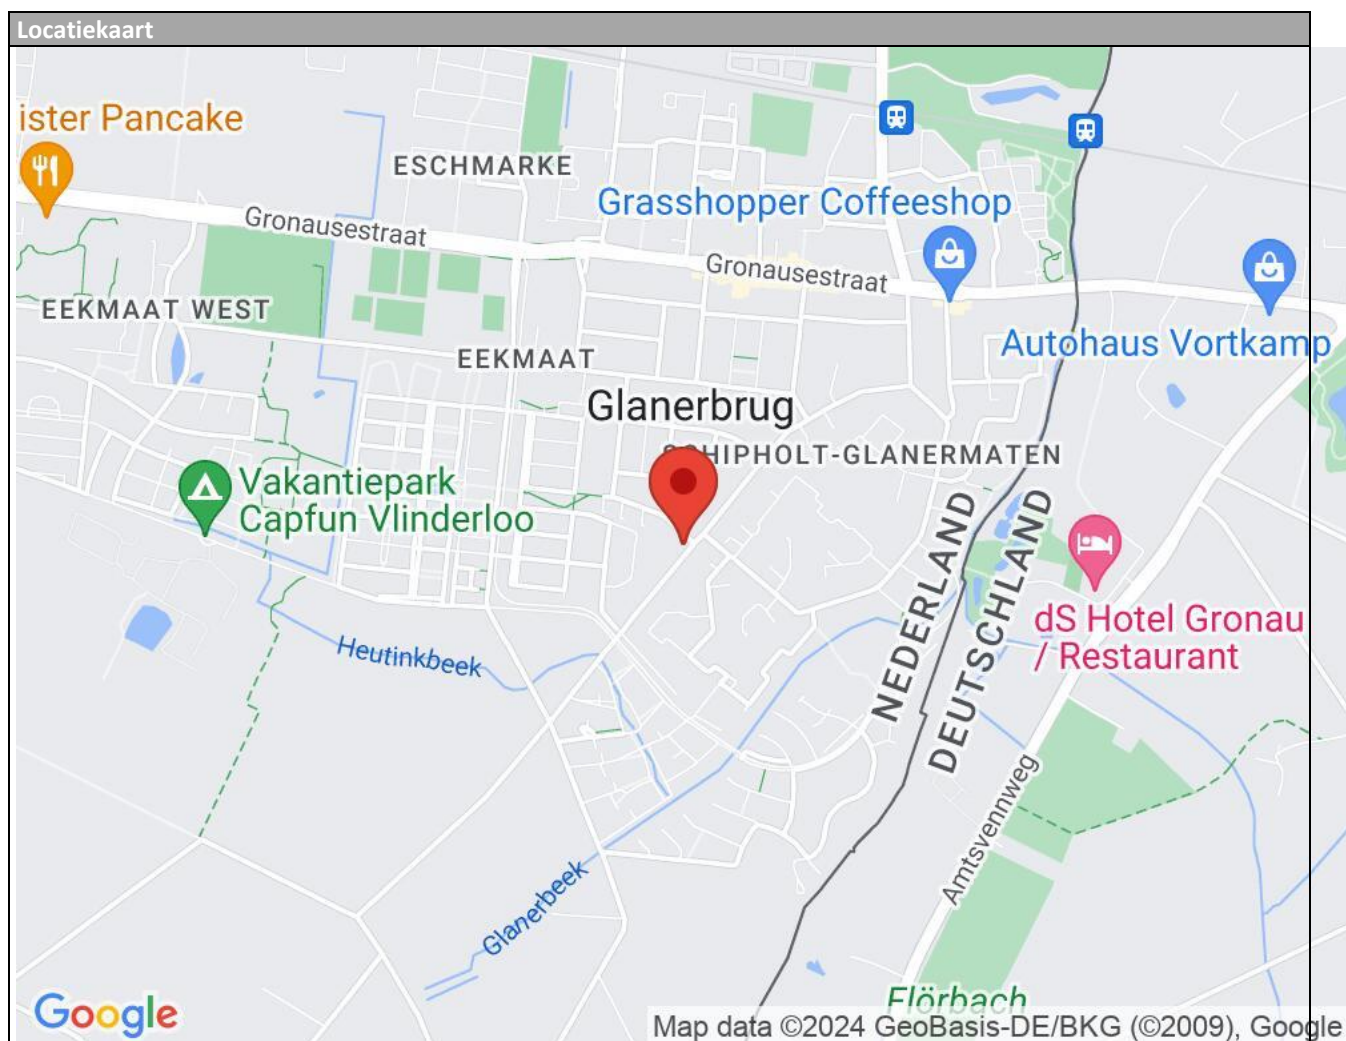 Locatiekaart
ister Pancake
ESCHMARKE
Grasshopper Coffeeshop
Gronausestraat
Gronausestraat
EEKMAAT WEST
Autohaus Vortkamp
EEKMAAT
Glanerbrug
SCHIPHOLT-GLANERMATEN
Vakantiepark
Capfun Vlinderloo
NEDERLAND
DEUTSCHLAND
dS Hotel Gronau
/ Restaurant
Heutinkbeek
Amtsvennweg
Glanerbeek
Flörbach
Google
Map data ©2024 GeoBasis-DE/BKG (©2009), Google